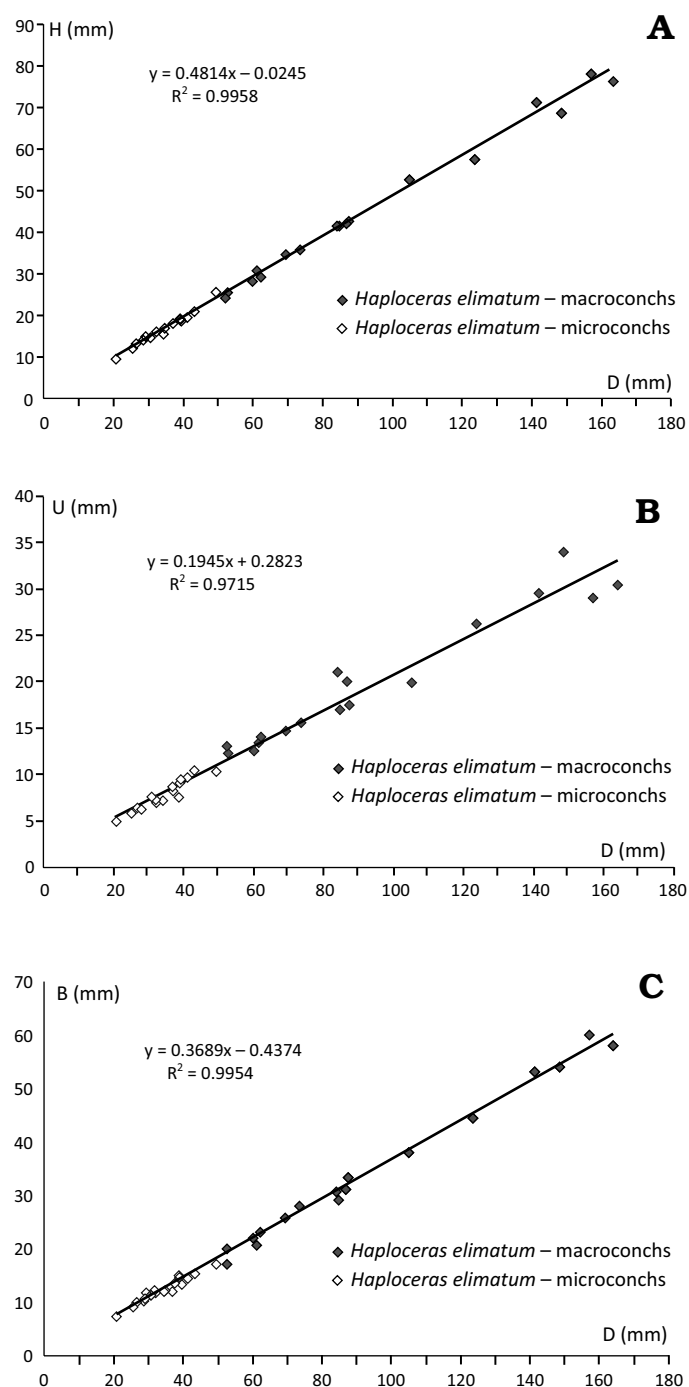 90 H (mm) A
80
70
60
50
40
30
20
10
0
y = 0.4814x – 0.0245
R² = 0.9958
Haploceras elimatum – macroconchs
Haploceras elimatum – microconchs
D (mm)
0 20 40 60 80 100 120 140 160 180
40 U (mm) B
35
30
25
20
15
10
5
0
y = 0.1945x + 0.2823
R² = 0.9715
Haploceras elimatum – macroconchs
Haploceras elimatum – microconchs
D (mm)
0 20 40 60 80 100 120 140 160 180
70 B (mm) C
60
50
40
30
20
10
0
y = 0.3689x – 0.4374
R² = 0.9954
Haploceras elimatum – macroconchs
Haploceras elimatum – microconchs
D (mm)
0 20 40 60 80 100 120 140 160 180